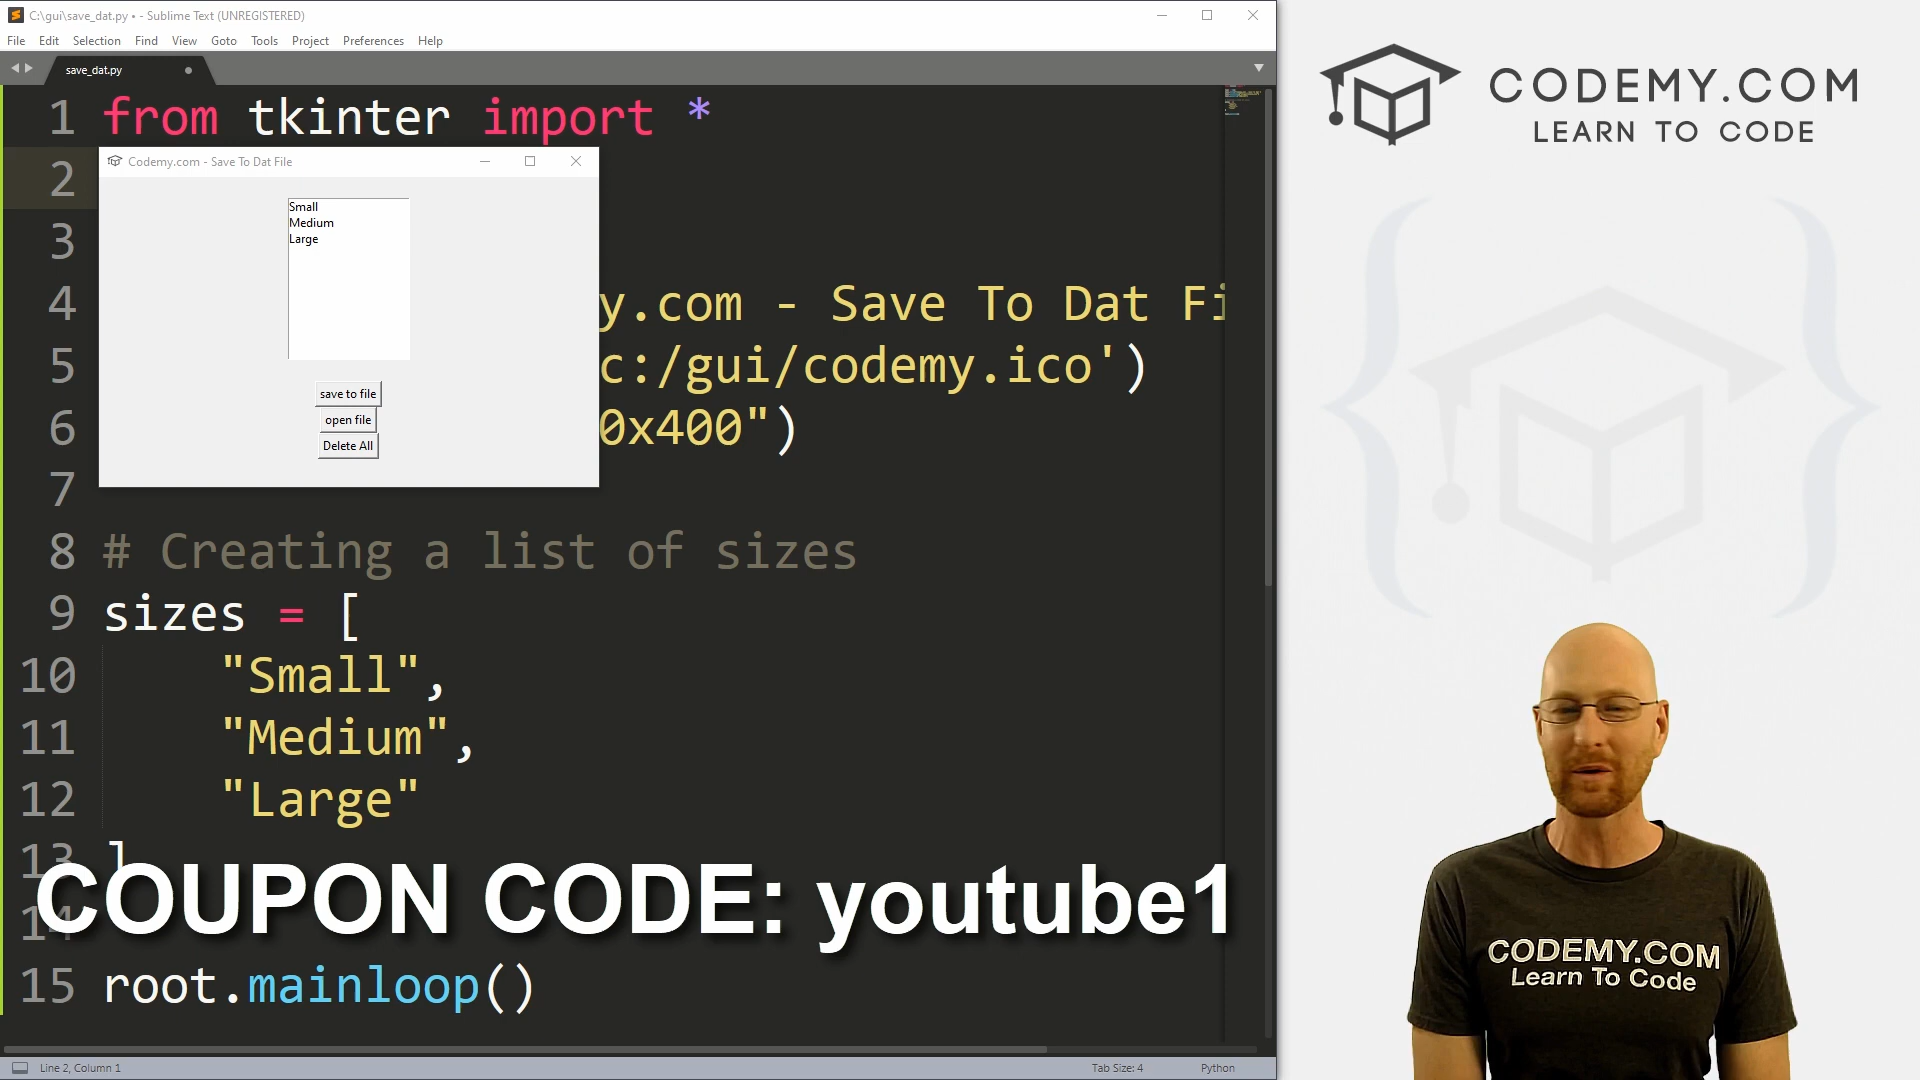 C:\gui\save_dat.py • - Sublime Text (UNREGISTERED)
File Edit Selection Find View Goto Tools Project Preferences Help
save_dat.py
1 from tkinter import *
2
3
4 y.com - Save To Dat Fi
5 c:/gui/codemy.ico')
6 0x400")
7
8 # Creating a list of sizes
9 sizes = [
10 "Small",
11 "Medium",
12 "Large"
13 ]
14
15 root.mainloop()
Codemy.com - Save To Dat File
Small
Medium
Large
save to file
open file
Delete All
COUPON CODE: youtube1
Line 2, Column 1 Tab Size: 4 Python
CODEMY.COM
LEARN TO CODE
CODEMY.COM
Learn To Code